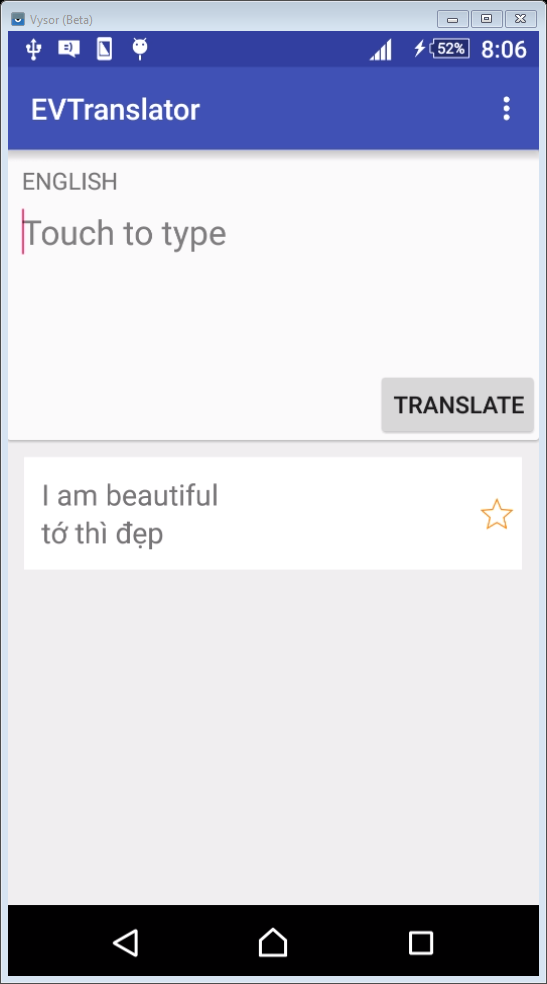 Vysor (Beta)
52% 8:06
EVTranslator
ENGLISH
Touch to type
TRANSLATE
I am beautiful
tớ thì đẹp